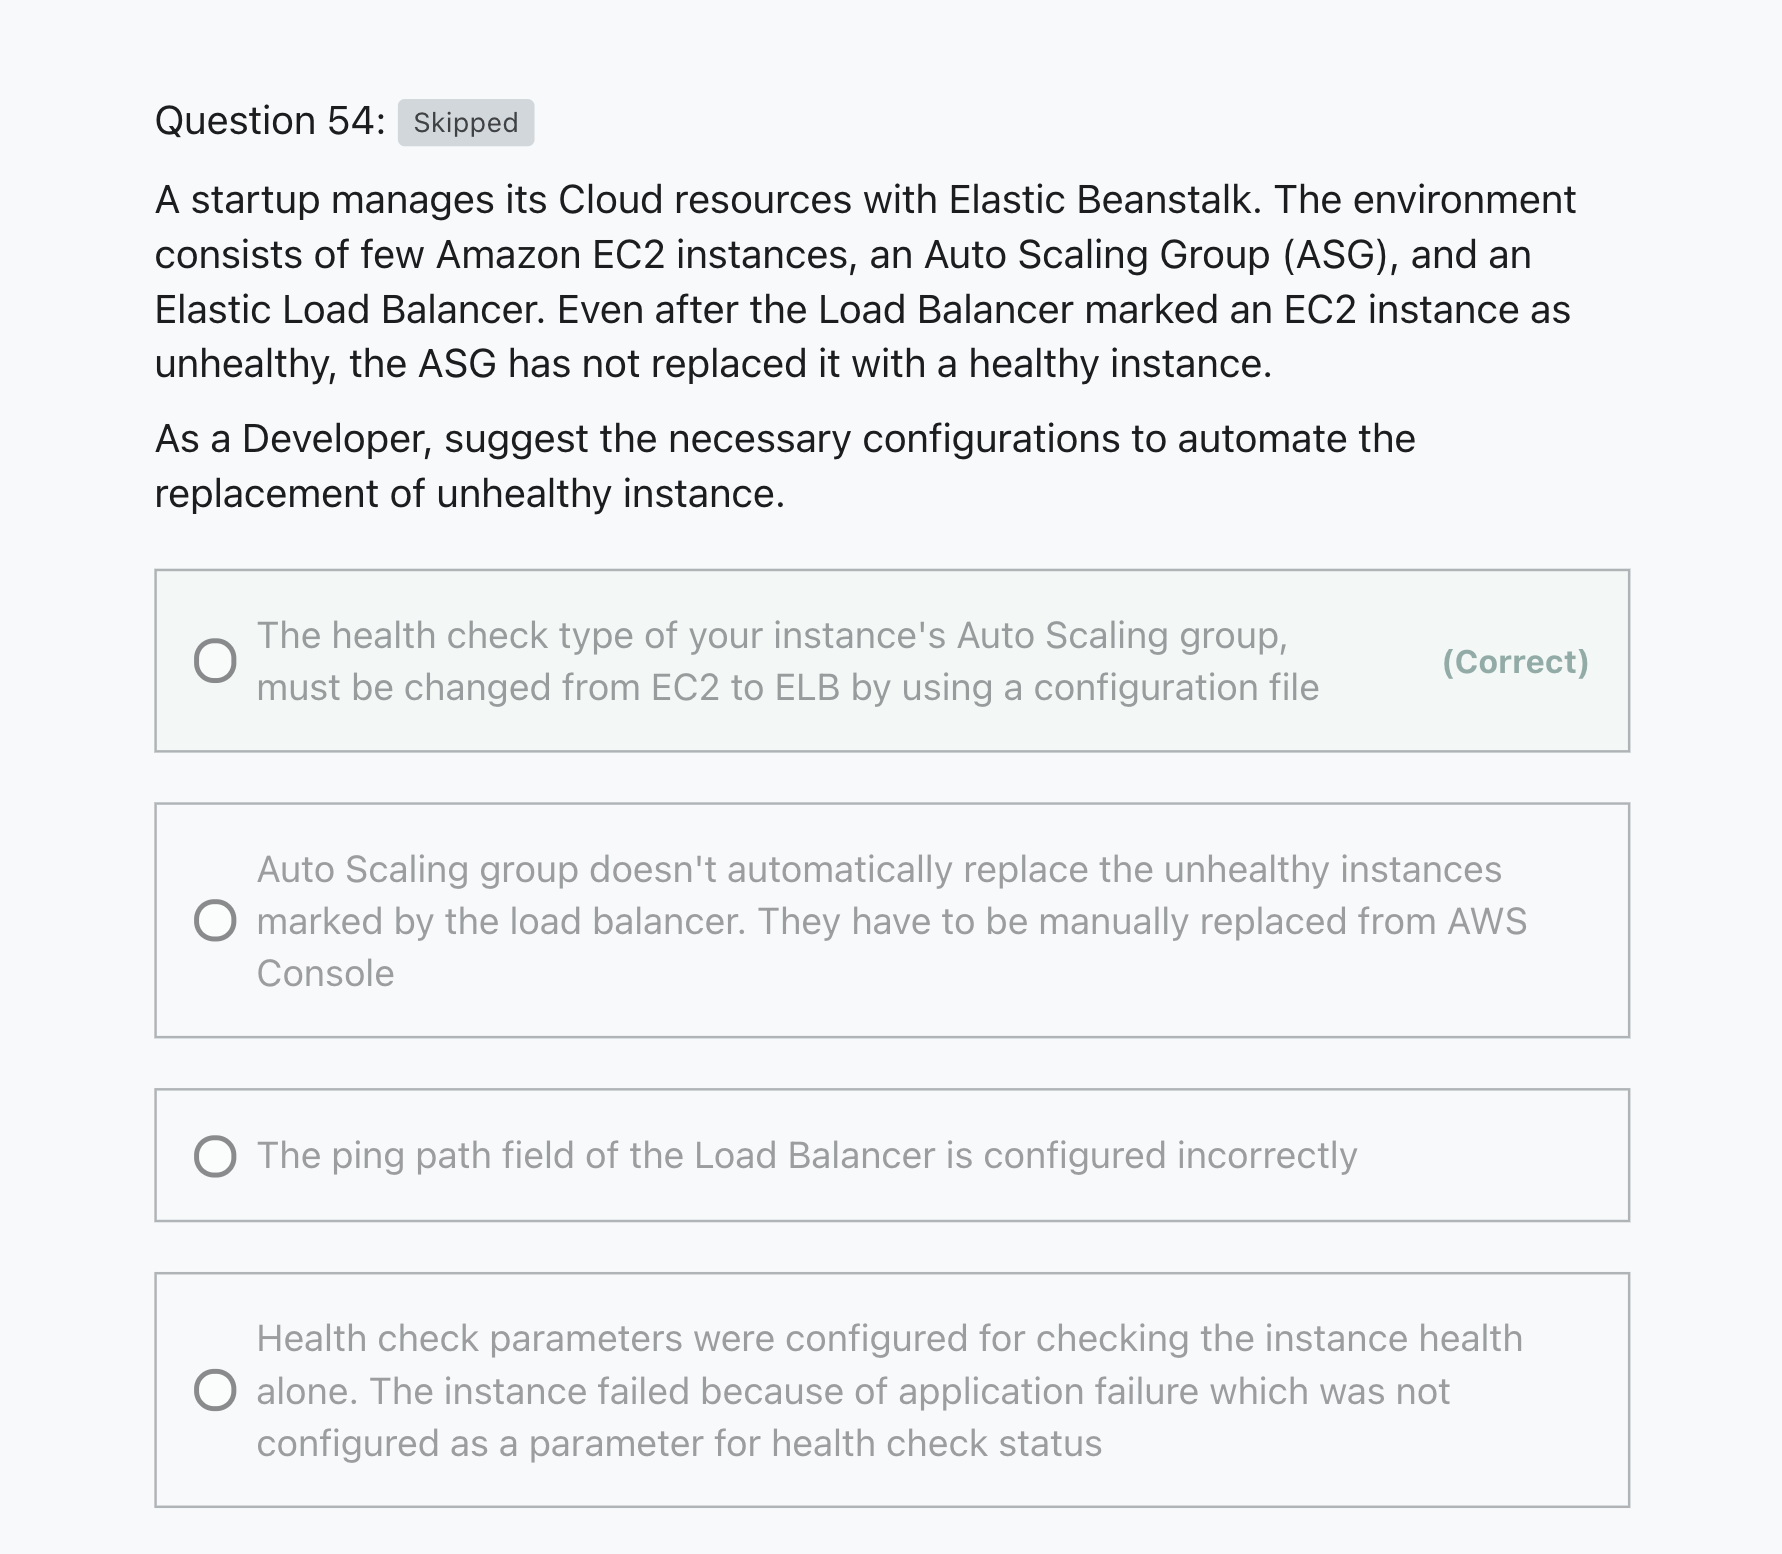 Question 54: Skipped
A startup manages its Cloud resources with Elastic Beanstalk. The environment
consists of few Amazon EC2 instances, an Auto Scaling Group (ASG), and an
Elastic Load Balancer. Even after the Load Balancer marked an EC2 instance as
unhealthy, the ASG has not replaced it with a healthy instance.
As a Developer, suggest the necessary configurations to automate the
replacement of unhealthy instance.
The health check type of your instance's Auto Scaling group,
must be changed from EC2 to ELB by using a configuration file
(Correct)
Auto Scaling group doesn't automatically replace the unhealthy instances
marked by the load balancer. They have to be manually replaced from AWS
Console
The ping path field of the Load Balancer is configured incorrectly
Health check parameters were configured for checking the instance health
alone. The instance failed because of application failure which was not
configured as a parameter for health check status